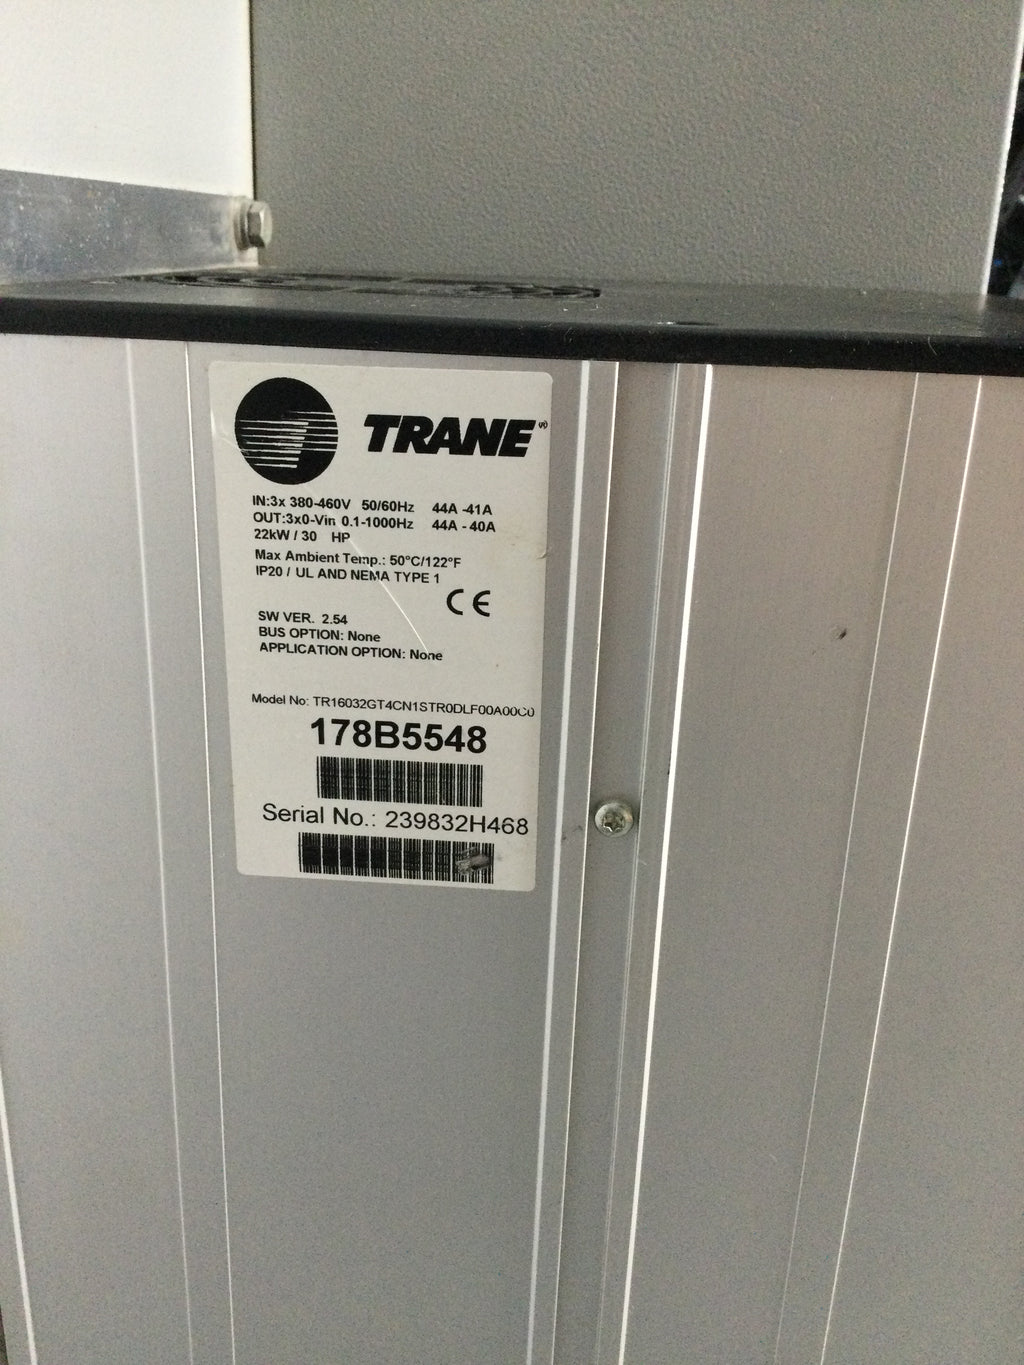 TRANE®
IN:3x 380-460V 50/60Hz 44A -41A
OUT:3x0-Vin 0.1-1000Hz 44A - 40A
22kW / 30 HP
Max Ambient Temp.: 50°C/122°F
IP20 / UL AND NEMA TYPE 1
CE
SW VER. 2.54
BUS OPTION: None
APPLICATION OPTION: None
Model No: TR16032GT4CN1STR0DLF00A00C0
178B5548
Serial No.: 239832H468